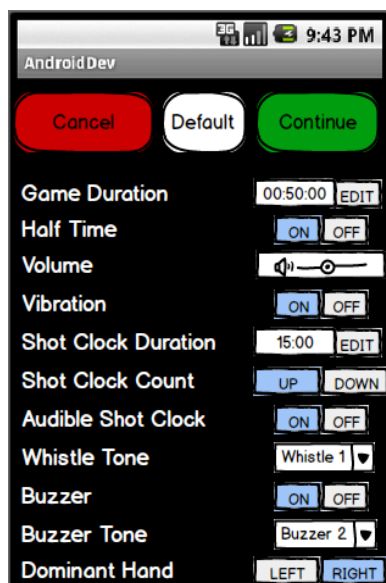 3G 9:43 PM
AndroidDev
Cancel Default Continue
Game Duration 00:50:00 EDIT
Half Time ON OFF
Volume
Vibration ON OFF
Shot Clock Duration 15:00 EDIT
Shot Clock Count UP DOWN
Audible Shot Clock ON OFF
Whistle Tone Whistle 1
Buzzer ON OFF
Buzzer Tone Buzzer 2
Dominant Hand LEFT RIGHT